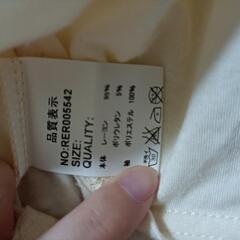 品質表示
NO:RER005542
SIZE:
QUALITY:
本体 レーヨン 95%
ポリウレタン 5%
袖 ポリエステル 100%